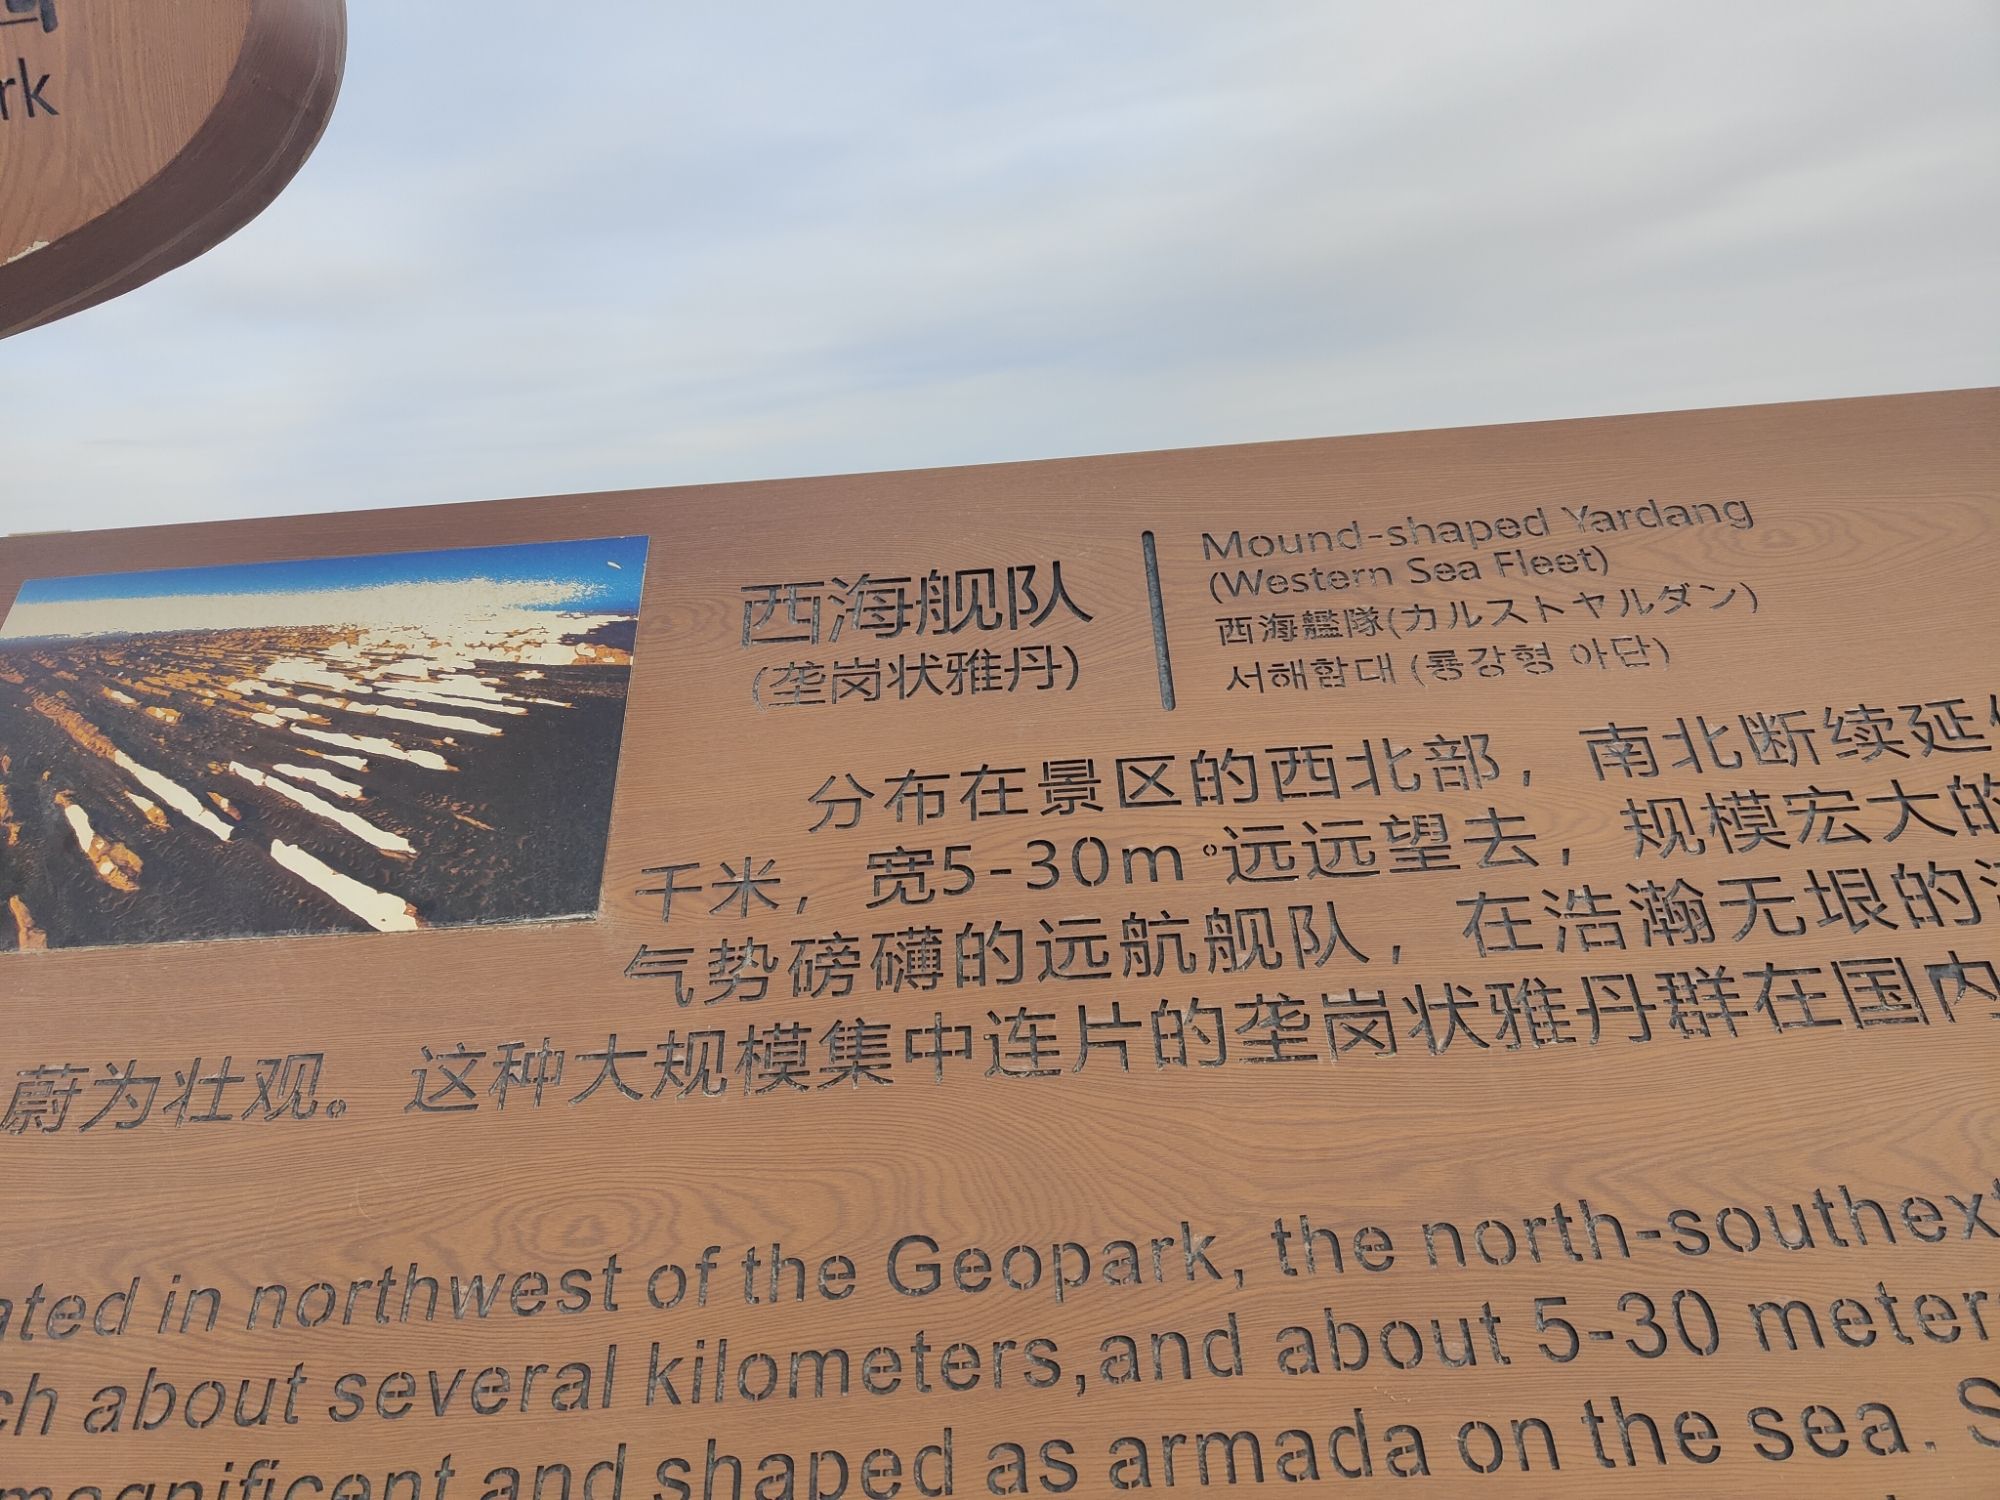 rk
西海舰队
(垄岗状雅丹)
Mound-shaped Yardang
(Western Sea Fleet)
西海艦隊(カルストヤルダン)
서해함대 (룡강형 야단)
分布在景区的西北部，南北断续延
千米，宽5-30m。远远望去，规模宏大的
气势磅礴的远航舰队，在浩瀚无垠的
蔚为壮观。这种大规模集中连片的垄岗状雅丹群在国内
ated in northwest of the Geopark, the north-southext
ch about several kilometers,and about 5-30 meter
magnificent and shaped as armada on the sea. S